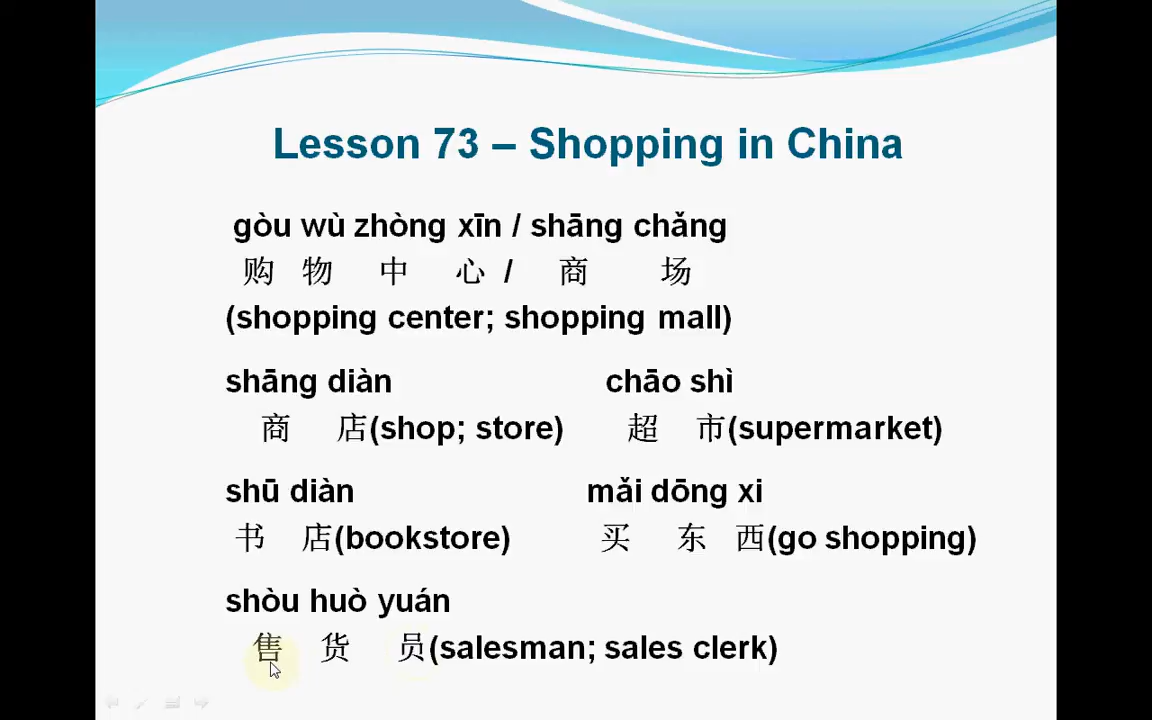 Lesson 73 – Shopping in China
gòu wù zhòng xīn / shāng chǎng
购 物 中 心 / 商 场
(shopping center; shopping mall)
shāng diàn chāo shì
商 店(shop; store) 超 市(supermarket)
shū diàn mǎi dōng xi
书 店(bookstore) 买 东 西(go shopping)
shòu huò yuán
售 货 员(salesman; sales clerk)